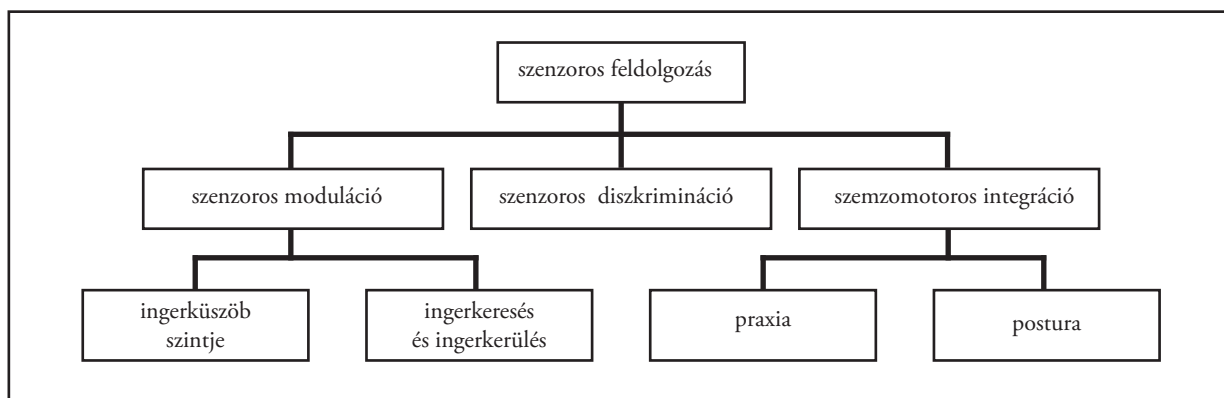 szenzoros feldolgozás
szenzoros moduláció
szenzoros diszkrimináció
szemzomotoros integráció
ingerküszöb
szintje
ingerkeresés
és ingerkerülés
praxia
postura